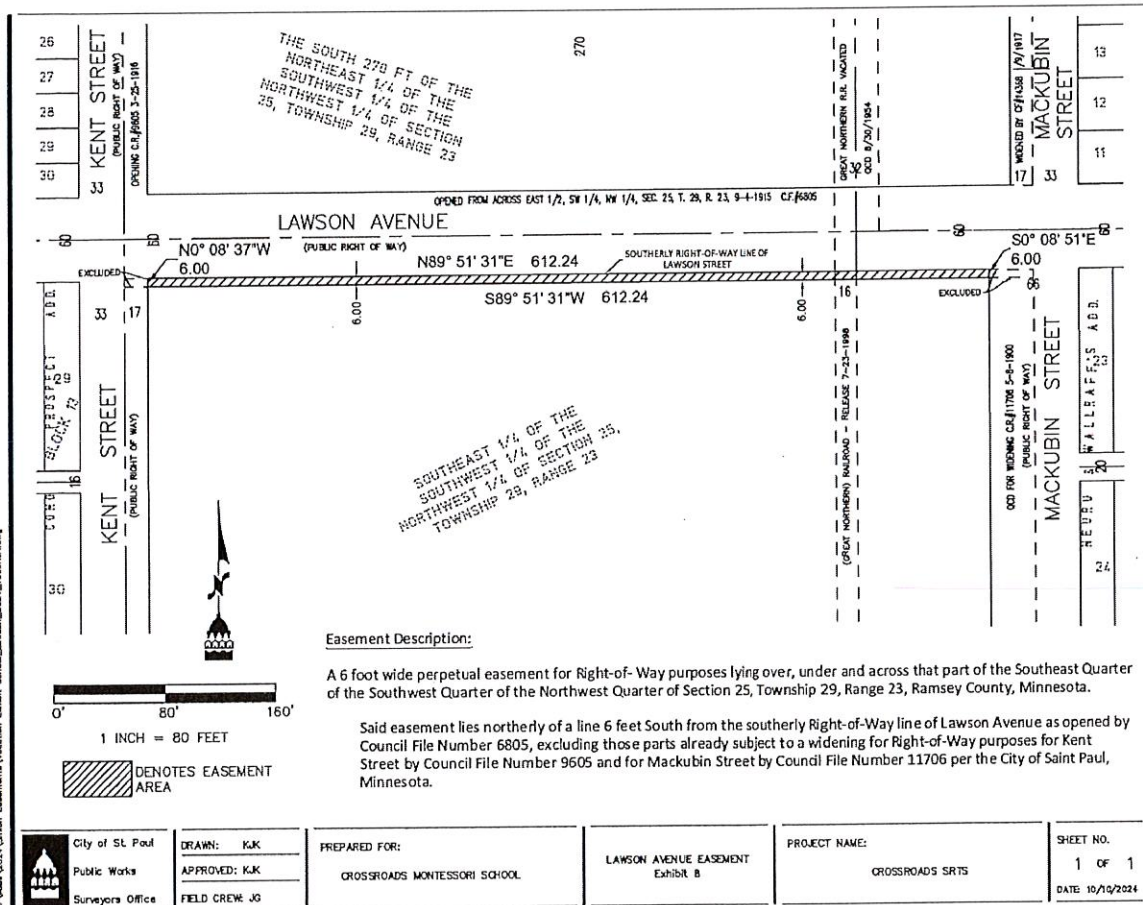 26
27
28
29
30
KENT STREET
(PUBLIC RIGHT OF WAY)
OPENING C.R.#9605 3-25-1916
33
THE SOUTH 270 FT OF THE
NORTHEAST 1/4 OF THE
SOUTHWEST 1/4 OF THE
NORTHWEST 1/4 OF SECTION
25, TOWNSHIP 29, RANGE 23
270
GREAT NORTHERN R.R. VACATED
QCD 8/30/1954
30
WIDENED BY CF#14368 /9/1917
MACKUBIN
STREET
17
33
13
12
11
OPENED FROM ACROSS EAST 1/2, SW 1/4, NW 1/4, SEC. 25, T. 29, R. 23, 9-4-1915 C.F.#6805
LAWSON AVENUE
(PUBLIC RIGHT OF WAY)
60
60
60
60
N0° 08' 37"W
6.00
EXCLUDED
N89° 51' 31"E 612.24
SOUTHERLY RIGHT-OF-WAY LINE OF
LAWSON STREET
S0° 08' 51"E
6.00
EXCLUDED
66
S89° 51' 31"W 612.24
6.00
6.00
16
33
17
PROSPECT ADD.
BLOCK 13
29
16
30
KENT STREET
(PUBLIC RIGHT OF WAY)
SOUTHEAST 1/4 OF THE
SOUTHWEST 1/4 OF THE
NORTHWEST 1/4 OF SECTION 25,
TOWNSHIP 29, RANGE 23
(GREAT NORTHERN) RAILROAD - RELEASE 7-23-1998
QCD FOR WIDENING C.R.#11706 5-8-1900
(PUBLIC RIGHT OF WAY)
MACKUBIN STREET
WALLRAFF'S ADD.
23
20
24
N
0'
80'
160'
1 INCH = 80 FEET
DENOTES EASEMENT
AREA
Easement Description:
A 6 foot wide perpetual easement for Right-of- Way purposes lying over, under and across that part of the Southeast Quarter
of the Southwest Quarter of the Northwest Quarter of Section 25, Township 29, Range 23, Ramsey County, Minnesota.
Said easement lies northerly of a line 6 feet South from the southerly Right-of-Way line of Lawson Avenue as opened by
Council File Number 6805, excluding those parts already subject to a widening for Right-of-Way purposes for Kent
Street by Council File Number 9605 and for Mackubin Street by Council File Number 11706 per the City of Saint Paul,
Minnesota.
City of St. Paul
Public Works
Surveyors Office
DRAWN: KJK
APPROVED: KJK
FIELD CREW: JG
PREPARED FOR:
CROSSROADS MONTESSORI SCHOOL
LAWSON AVENUE EASEMENT
Exhibit B
PROJECT NAME:
CROSSROADS SRTS
SHEET NO.
1 OF 1
DATE: 10/10/2024